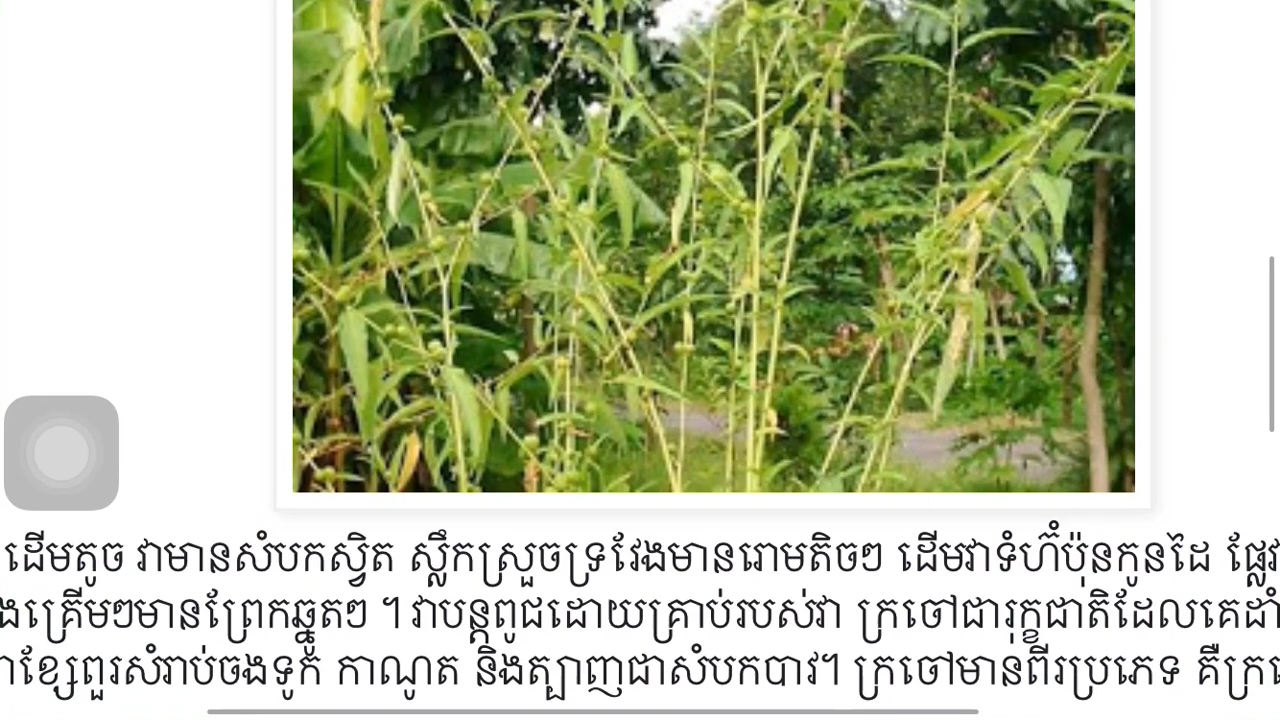 ដើមតូច វាមានសំបកស្វិត ស្លឹកស្រួចទ្រវែងមានរោមតិចៗ ដើមវាទំហ៊ំប៉ុនកូនដៃ ផ្លែវ
ងគ្រើមៗមានព្រែកឆ្នូតៗ ។ វាបន្តពូជដោយគ្រាប់របស់វា ក្រចៅជារុក្ខជាតិដែលគេដាំ
ខ្សែពួរសំរាប់ចងទូក កាណូត និងត្បាញជាសំបកបាវ។ ក្រចៅមានពីរប្រភេទ គឺក្រ